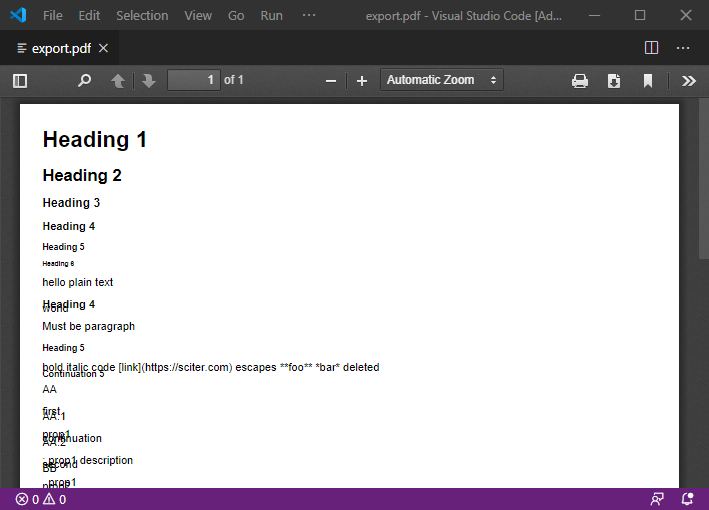 File Edit Selection View Go Run ··· export.pdf - Visual Studio Code [Ad...
export.pdf
1 of 1 Automatic Zoom
Heading 1
Heading 2
Heading 3
Heading 4
Heading 5
Heading 6
hello plain text
Heading 4
world
Must be paragraph
Heading 5
bold italic code [link](https://sciter.com) escapes **foo** *bar* deleted
Continuation 5
AA
first
AA.1
prop1
continuation
AA.2
: prop1 description
second
BB
prop1
0 0